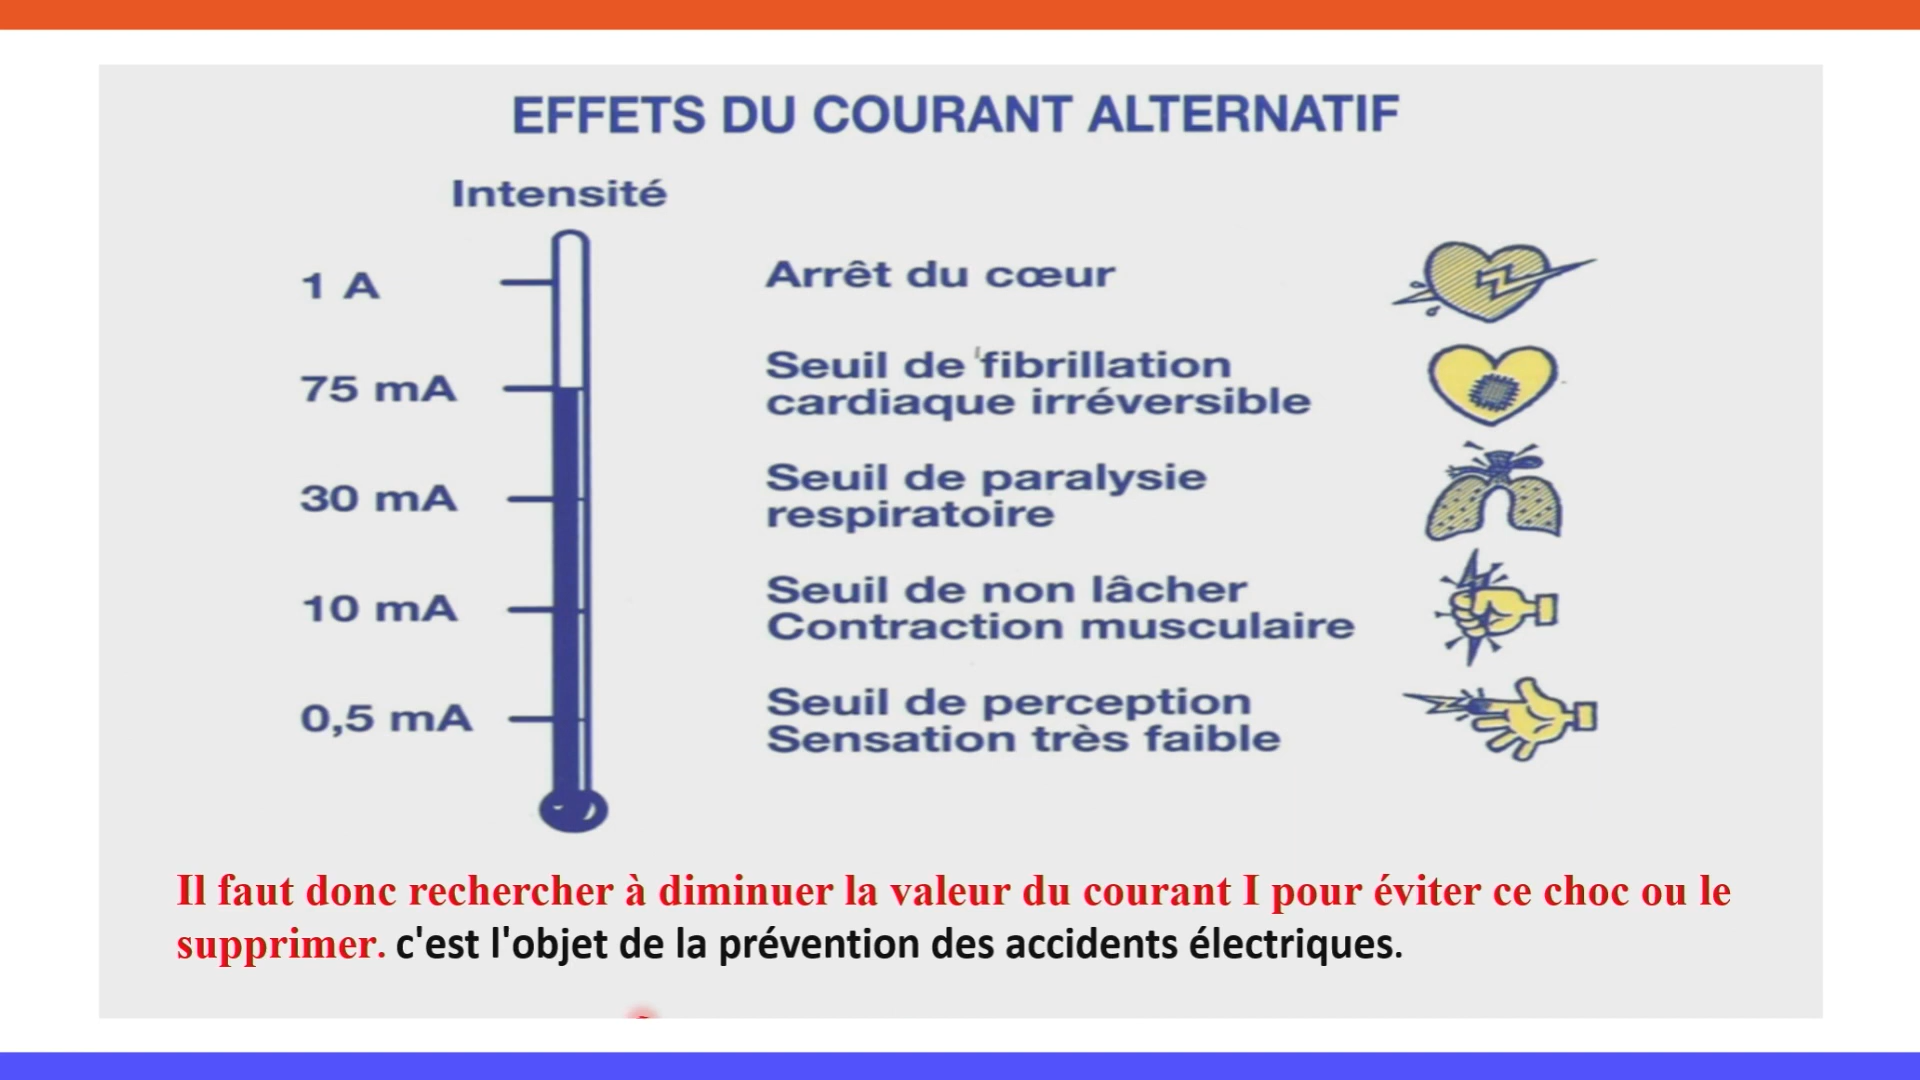 EFFETS DU COURANT ALTERNATIF
Intensité
1 A
Arrêt du cœur
75 mA
Seuil de fibrillation
cardiaque irréversible
30 mA
Seuil de paralysie
respiratoire
10 mA
Seuil de non lâcher
Contraction musculaire
0,5 mA
Seuil de perception
Sensation très faible
Il faut donc rechercher à diminuer la valeur du courant I pour éviter ce choc ou le
supprimer. c'est l'objet de la prévention des accidents électriques.